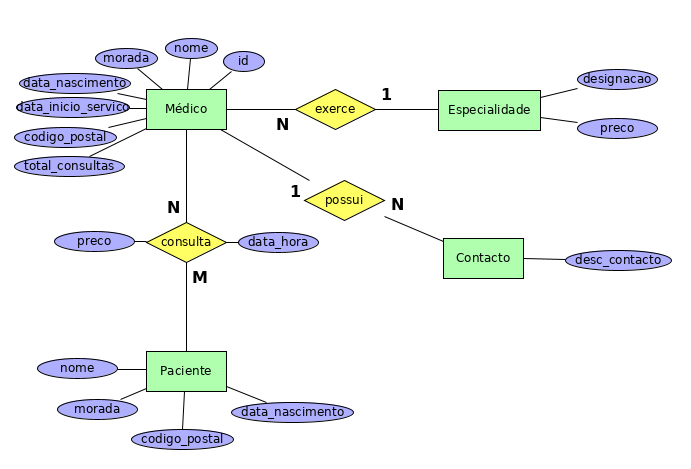 nome
morada
id
data_nascimento
designacao
1
data_inicio_servico
Médico
exerce
Especialidade
N
codigo_postal
preco
total_consultas
1
possui
N
N
preco
consulta
data_hora
Contacto
desc_contacto
M
nome
Paciente
morada
data_nascimento
codigo_postal